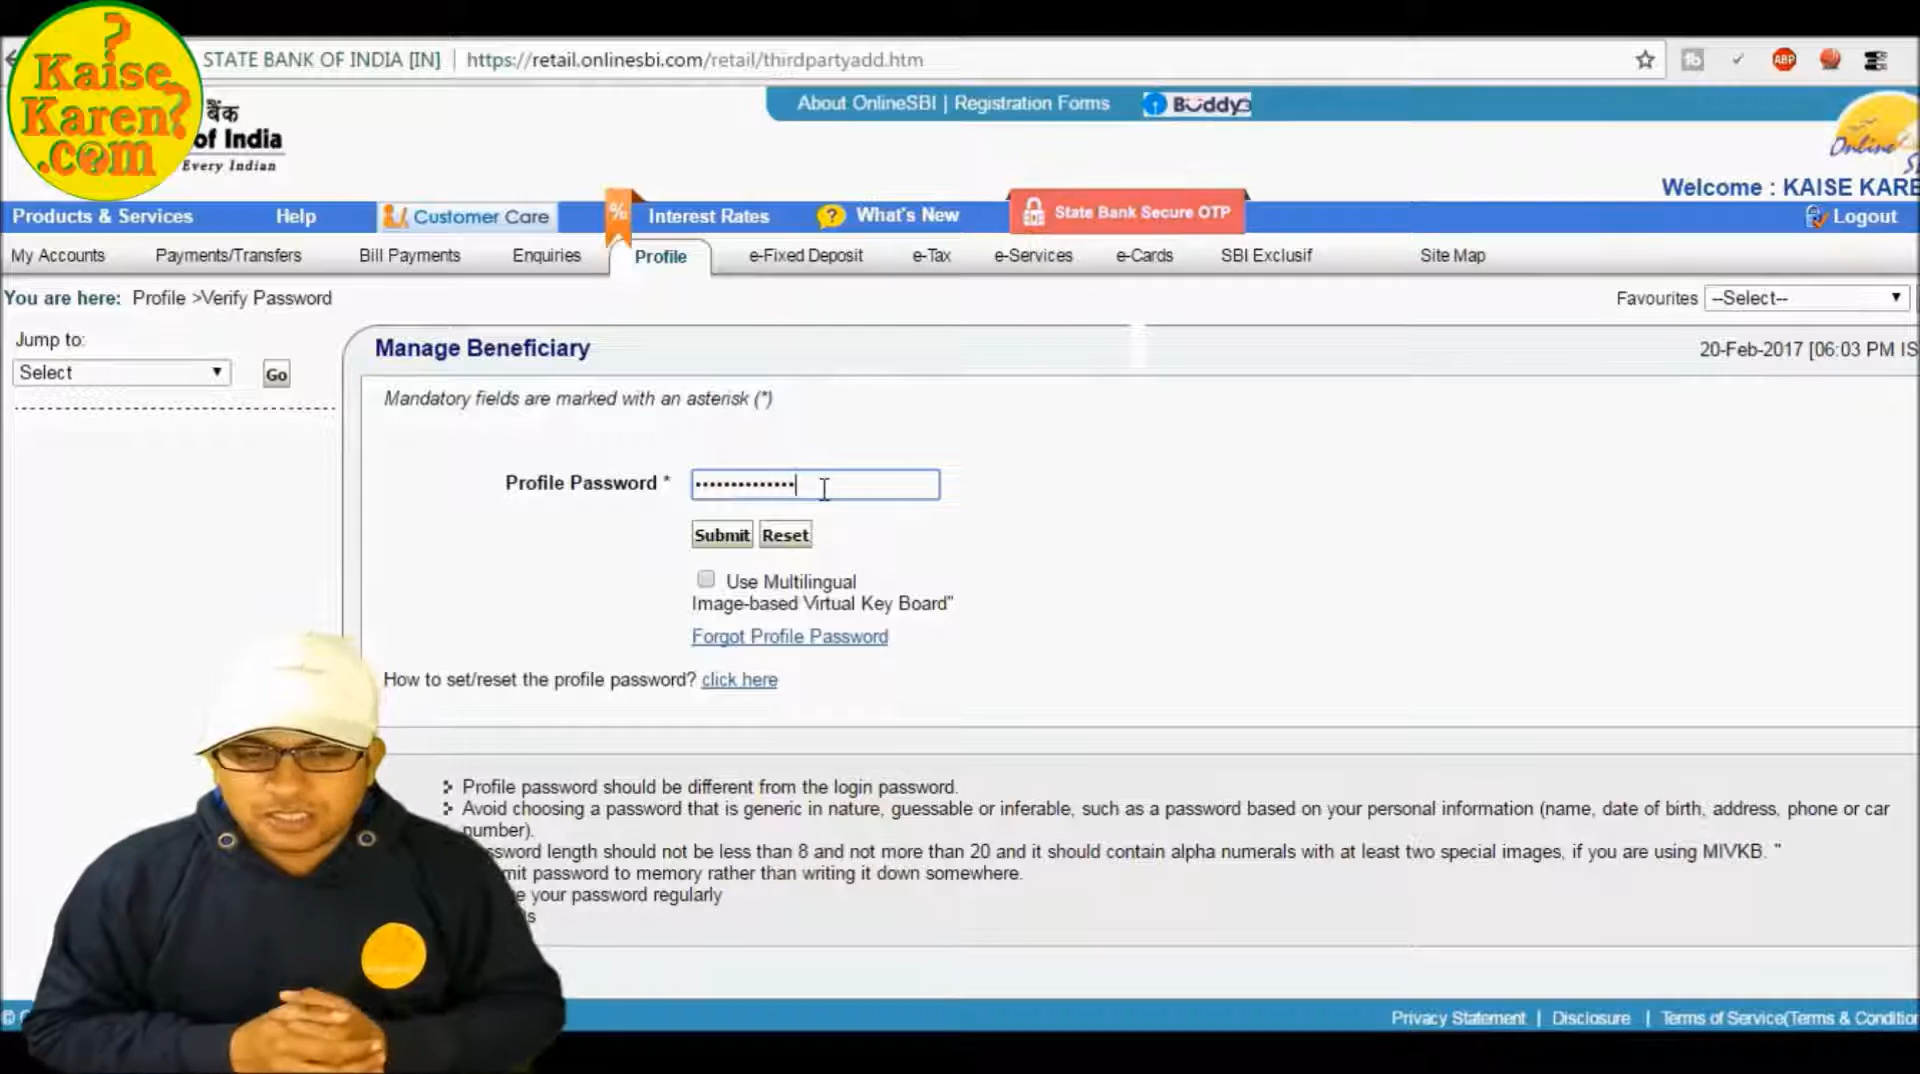 ?
Kaise
Karen?
.com
STATE BANK OF INDIA [IN] | https://retail.onlinesbi.com/retail/thirdpartyadd.htm
ABP
बैंक
of India
Every Indian
About OnlineSBI | Registration Forms
Buddy
Online
Welcome : KAISE KARE
Products & Services Help Customer Care % Interest Rates ? What's New State Bank Secure OTP Logout
My Accounts Payments/Transfers Bill Payments Enquiries Profile e-Fixed Deposit e-Tax e-Services e-Cards SBI Exclusif Site Map
You are here: Profile >Verify Password
Favourites --Select--
Jump to:
Select Go
Manage Beneficiary
20-Feb-2017 [06:03 PM IS
Mandatory fields are marked with an asterisk (*)
Profile Password * ••••••••••••••
Submit Reset
Use Multilingual
Image-based Virtual Key Board"
Forgot Profile Password
How to set/reset the profile password? click here
Profile password should be different from the login password.
Avoid choosing a password that is generic in nature, guessable or inferable, such as a password based on your personal information (name, date of birth, address, phone or car
number).
ssword length should not be less than 8 and not more than 20 and it should contain alpha numerals with at least two special images, if you are using MIVKB. "
mit password to memory rather than writing it down somewhere.
e your password regularly
©
Privacy Statement | Disclosure | Terms of Service(Terms & Condition